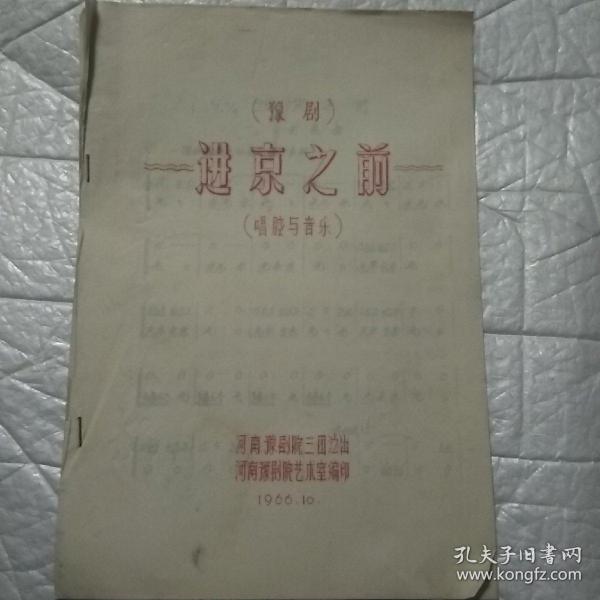 （豫剧）
进京之前
（唱腔与音乐）
河南豫剧院三团演出
河南豫剧院艺术室编印
1966.10.
孔夫子旧书网
www.kongfz.com